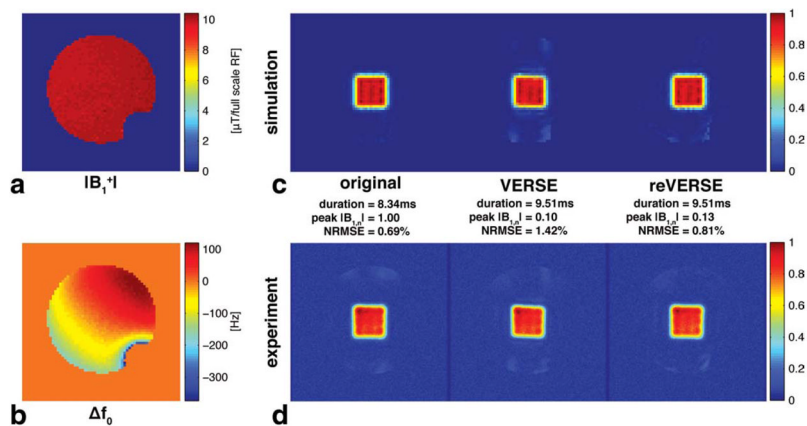 10
8
6
4
2
0
[µT/full scale RF]
a
|B₁⁺|
simulation
1
0.8
0.6
0.4
0.2
0
c
original
VERSE
reVERSE
duration = 8.34ms
peak |B₁,ₙ| = 1.00
NRMSE = 0.69%
duration = 9.51ms
peak |B₁,ₙ| = 0.10
NRMSE = 1.42%
duration = 9.51ms
peak |B₁,ₙ| = 0.13
NRMSE = 0.81%
100
0
−100
−200
−300
[Hz]
b
Δf₀
experiment
1
0.8
0.6
0.4
0.2
0
d